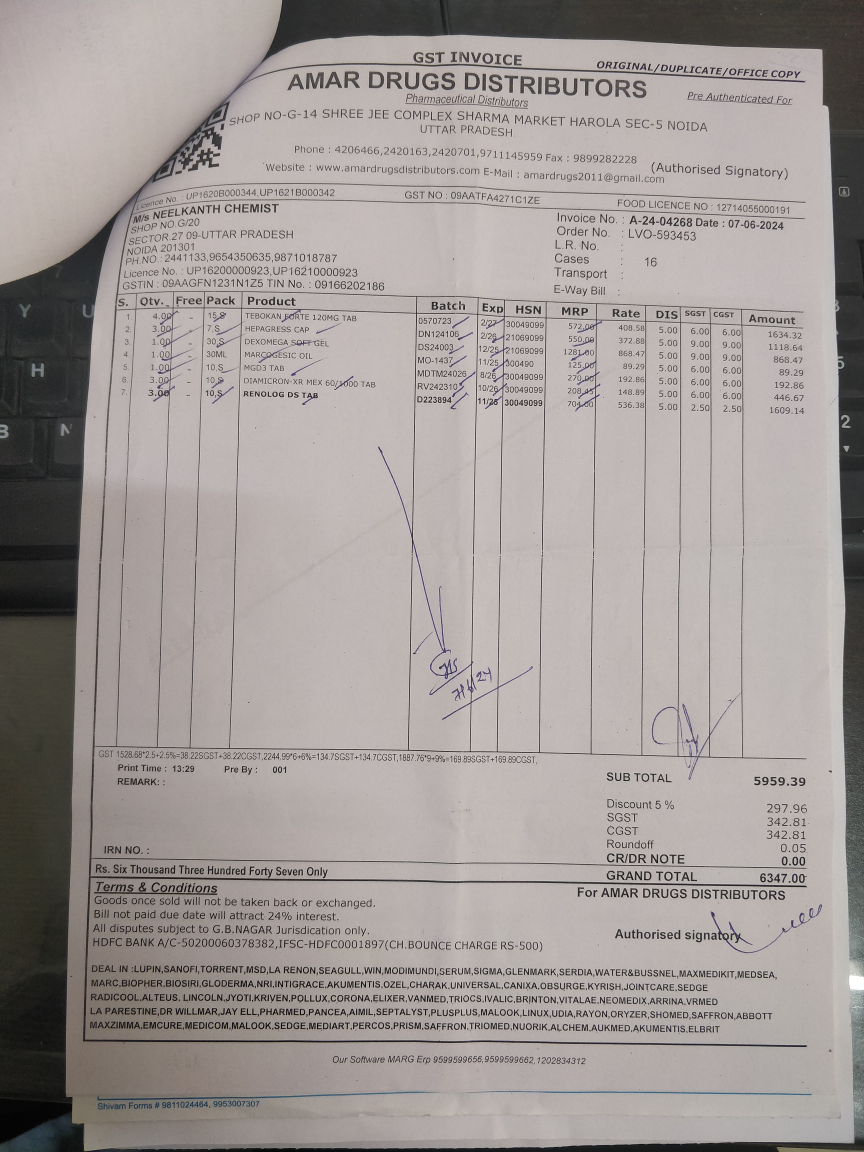 GST INVOICE
ORIGINAL/DUPLICATE/OFFICE COPY
AMAR DRUGS DISTRIBUTORS
Pharmaceutical Distributors
Pre Authenticated For
SHOP NO-G-14 SHREE JEE COMPLEX SHARMA MARKET HAROLA SEC-5 NOIDA
UTTAR PRADESH
Phone : 4206466,2420163,2420701,9711145959 Fax : 9899282228
(Authorised Signatory)
Website : www.amardrugsdistributors.com E-Mail : amardrugs2011@gmail.com
Licence No. : UP1620B000344,UP1621B000342 GST NO : 09AATFA4271C1ZE FOOD LICENCE NO : 12714055000191
M/s NEELKANTH CHEMIST
SHOP NO.G/20
SECTOR 27 09-UTTAR PRADESH
NOIDA 201301
PH.NO.: 2441133,9654350635,9871018787
Licence No. : UP16200000923,UP16210000923
GSTIN : 09AAGFN1231N1Z5 TIN No. : 09166202186
Invoice No. : A-24-04268 Date : 07-06-2024
Order No. : LVO-593453
L.R. No. :
Cases : 16
Transport :
E-Way Bill :
S. Qty. Free Pack Product Batch Exp HSN MRP Rate DIS SGST CGST Amount
1. 4.00 - 15,S TEBOKAN FORTE 120MG TAB 0570723 2/27 30049099 572.00 408.58 5.00 6.00 6.00 1634.32
2. 3.00 - 7,S HEPAGRESS CAP DN124106 2/26 21069099 550.00 372.88 5.00 9.00 9.00 1118.64
3. 1.00 - 30,S DEXOMEGA SOFT GEL DS24003 12/25 21069099 1281.00 868.47 5.00 9.00 9.00 868.47
4. 1.00 - 30ML MARCOGESIC OIL MO-1437 11/25 300490 125.00 89.29 5.00 6.00 6.00 89.29
5. 1.00 - 10,S MGD3 TAB MDTM24026 8/26 30049099 270.00 192.86 5.00 6.00 6.00 192.86
6. 3.00 - 10,S DIAMICRON-XR MEX 60/1000 TAB RV242310 10/26 30049099 208.45 148.89 5.00 6.00 6.00 446.67
7. 3.00 - 10,S RENOLOG DS TAB D223894 11/25 30049099 704.00 536.38 5.00 2.50 2.50 1609.14
7/6/24
GST 1528.68*2.5+2.5%=38.22SGST+38.22CGST,2244.99*6+6%=134.7SGST+134.7CGST,1887.76*9+9%=169.89SGST+169.89CGST,
Print Time : 13:29 Pre By : 001
REMARK: :
SUB TOTAL 5959.39
Discount 5 % 297.96
SGST 342.81
CGST 342.81
Roundoff 0.05
IRN NO. :
CR/DR NOTE 0.00
Rs. Six Thousand Three Hundred Forty Seven Only
GRAND TOTAL 6347.00
Terms & Conditions
Goods once sold will not be taken back or exchanged.
Bill not paid due date will attract 24% interest.
All disputes subject to G.B.NAGAR Jurisdication only.
HDFC BANK A/C-50200060378382,IFSC-HDFC0001897(CH.BOUNCE CHARGE RS-500)
For AMAR DRUGS DISTRIBUTORS
Authorised signatory
DEAL IN :LUPIN,SANOFI,TORRENT,MSD,LA RENON,SEAGULL,WIN,MODIMUNDI,SERUM,SIGMA,GLENMARK,SERDIA,WATER&BUSSNEL,MAXMEDIKIT,MEDSEA,
MARC,BIOPHER,BIOSIRI,GLODERMA,NRI,INTIGRACE,AKUMENTIS,OZEL,CHARAK,UNIVERSAL,CANIXA,OBSURGE,KYRISH,JOINTCARE,SEDGE
RADICOOL,ALTEUS, LINCOLN,JYOTI,KRIVEN,POLLUX,CORONA,ELIXER,VANMED,TRIOCS,IVALIC,BRINTON,VITALAE,NEOMEDIX,ARRINA,VRMED
LA PARESTINE,DR WILLMAR,JAY ELL,PHARMED,PANCEA,AIMIL,SEPTALYST,PLUSPLUS,MALOOK,LINUX,UDIA,RAYON,ORYZER,SHOMED,SAFFRON,ABBOTT
MAXZIMMA,EMCURE,MEDICOM,MALOOK,SEDGE,MEDIART,PERCOS,PRISM,SAFFRON,TRIOMED,NUORIK,ALCHEM,AUKMED,AKUMENTIS,ELBRIT
Our Software MARG Erp 9599599656,9599599662,1202834312
Shivam Forms # 9811024464, 9953007307
Y
U
H
B
N
2